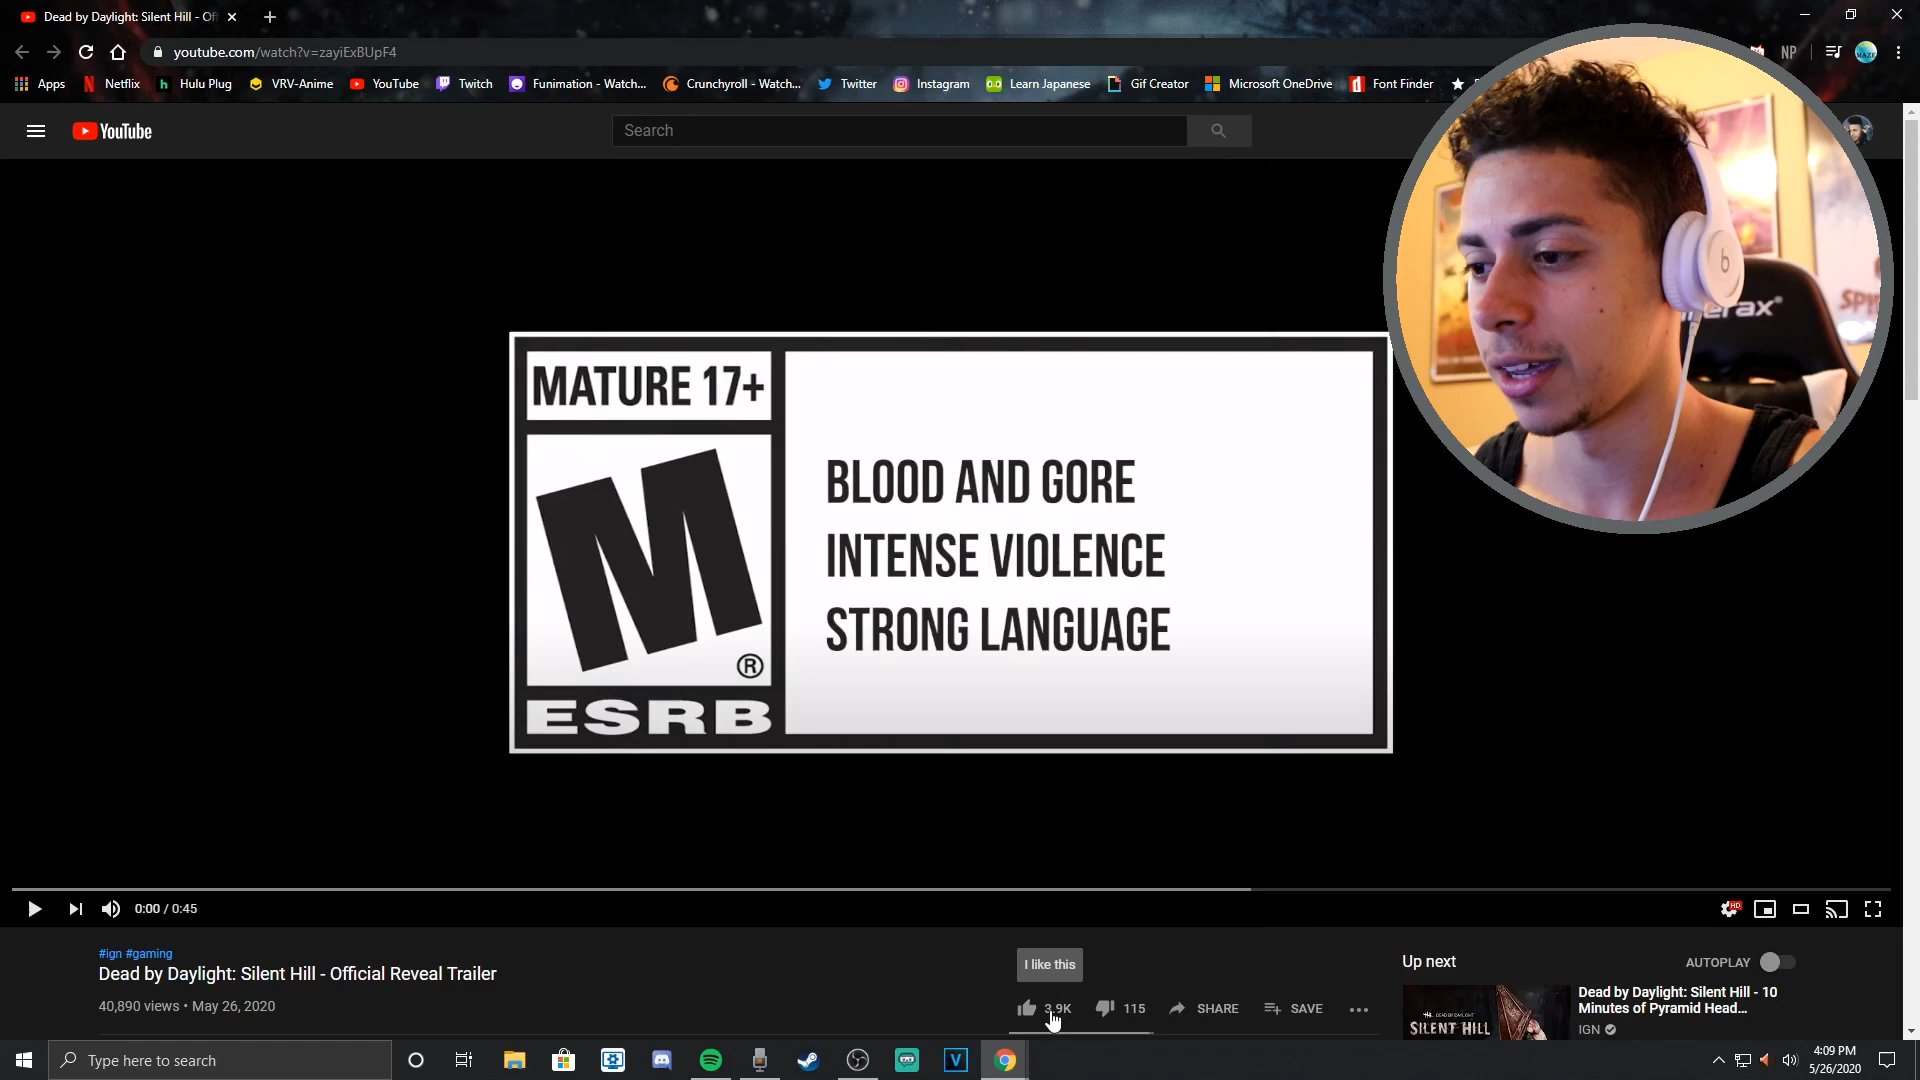 Dead by Daylight: Silent Hill - Of
youtube.com/watch?v=zayiExBUpF4
NP
Apps Netflix Hulu Plug VRV-Anime YouTube Twitch Funimation - Watch... Crunchyroll - Watch... Twitter Instagram Learn Japanese Gif Creator Microsoft OneDrive Font Finder
YouTube
Search
MATURE 17+
M
®
ESRB
BLOOD AND GORE
INTENSE VIOLENCE
STRONG LANGUAGE
0:00 / 0:45
HD
#ign #gaming
Dead by Daylight: Silent Hill - Official Reveal Trailer
40,890 views • May 26, 2020
I like this
3.9K 115 SHARE SAVE
Up next
AUTOPLAY
SILENT HILL
Dead by Daylight: Silent Hill - 10
Minutes of Pyramid Head...
IGN
Type here to search
4:09 PM
5/26/2020